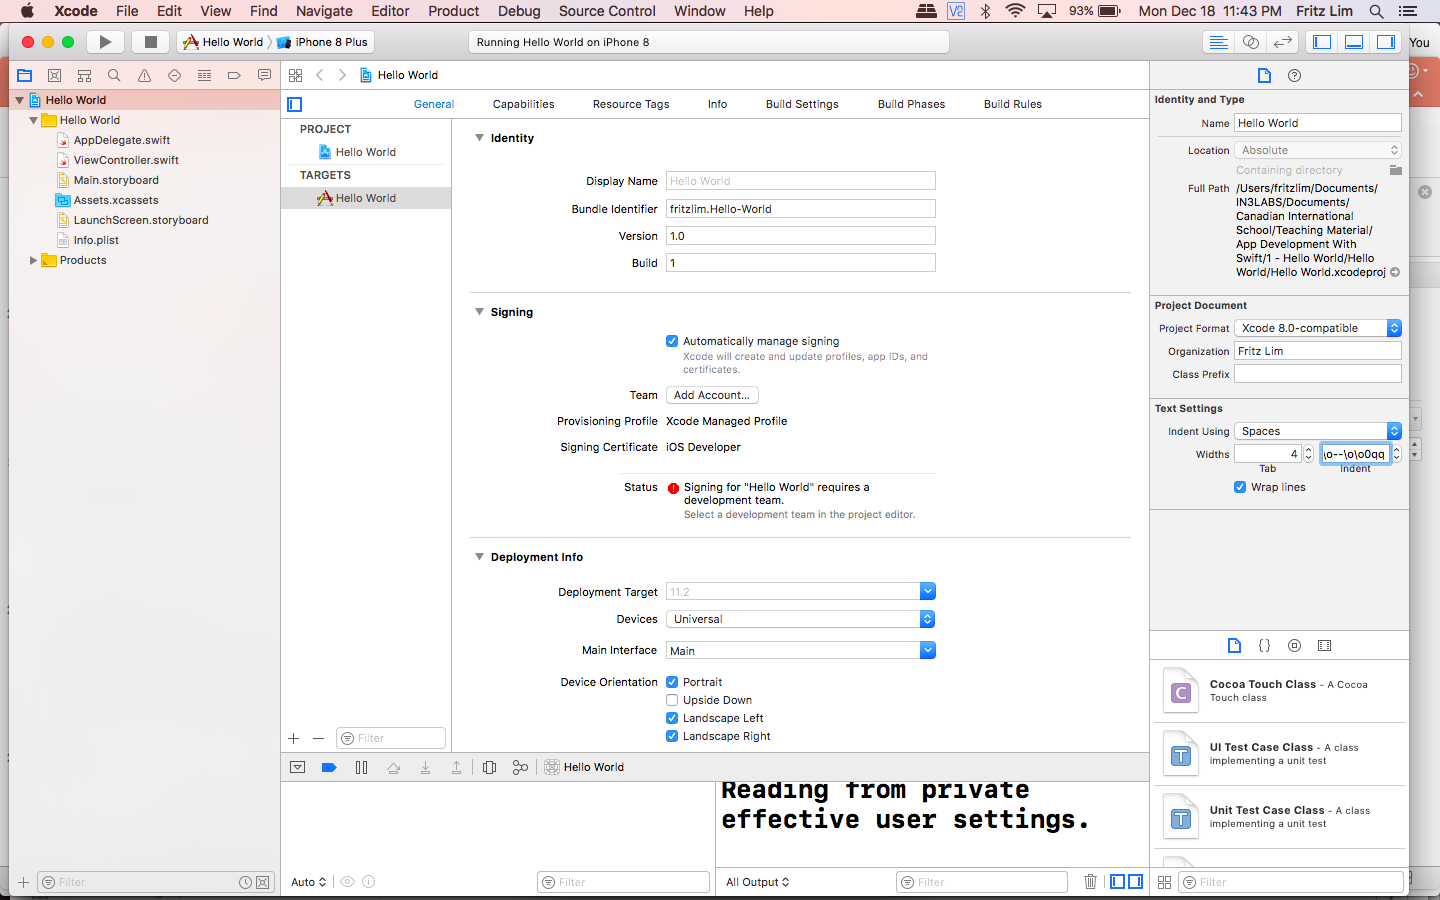 Xcode File Edit View Find Navigate Editor Product Debug Source Control Window Help 93% Mon Dec 18 11:43 PM Fritz Lim
Hello World iPhone 8 Plus Running Hello World on iPhone 8 You
Hello World
Hello World
AppDelegate.swift
ViewController.swift
Main.storyboard
Assets.xcassets
LaunchScreen.storyboard
Info.plist
Products
Filter
Hello World
General Capabilities Resource Tags Info Build Settings Build Phases Build Rules
PROJECT
Hello World
TARGETS
Hello World
Filter
Identity
Display Name Hello World
Bundle Identifier fritzlim.Hello-World
Version 1.0
Build 1
Signing
Automatically manage signing
Xcode will create and update profiles, app IDs, and
certificates.
Team Add Account...
Provisioning Profile Xcode Managed Profile
Signing Certificate iOS Developer
Status Signing for "Hello World" requires a
development team.
Select a development team in the project editor.
Deployment Info
Deployment Target 11.2
Devices Universal
Main Interface Main
Device Orientation Portrait
Upside Down
Landscape Left
Landscape Right
Hello World
Reading from private
effective user settings.
Auto Filter
All Output Filter
Identity and Type
Name Hello World
Location Absolute
Containing directory
Full Path /Users/fritzlim/Documents/
IN3LABS/Documents/
Canadian International
School/Teaching Material/
App Development With
Swift/1 - Hello World/Hello
World/Hello World.xcodeproj
Project Document
Project Format Xcode 8.0-compatible
Organization Fritz Lim
Class Prefix
Text Settings
Indent Using Spaces
Widths 4 \o--\o\o0qq
Tab Indent
Wrap lines
Cocoa Touch Class - A Cocoa
Touch class
UI Test Case Class - A class
implementing a unit test
Unit Test Case Class - A class
implementing a unit test
Filter